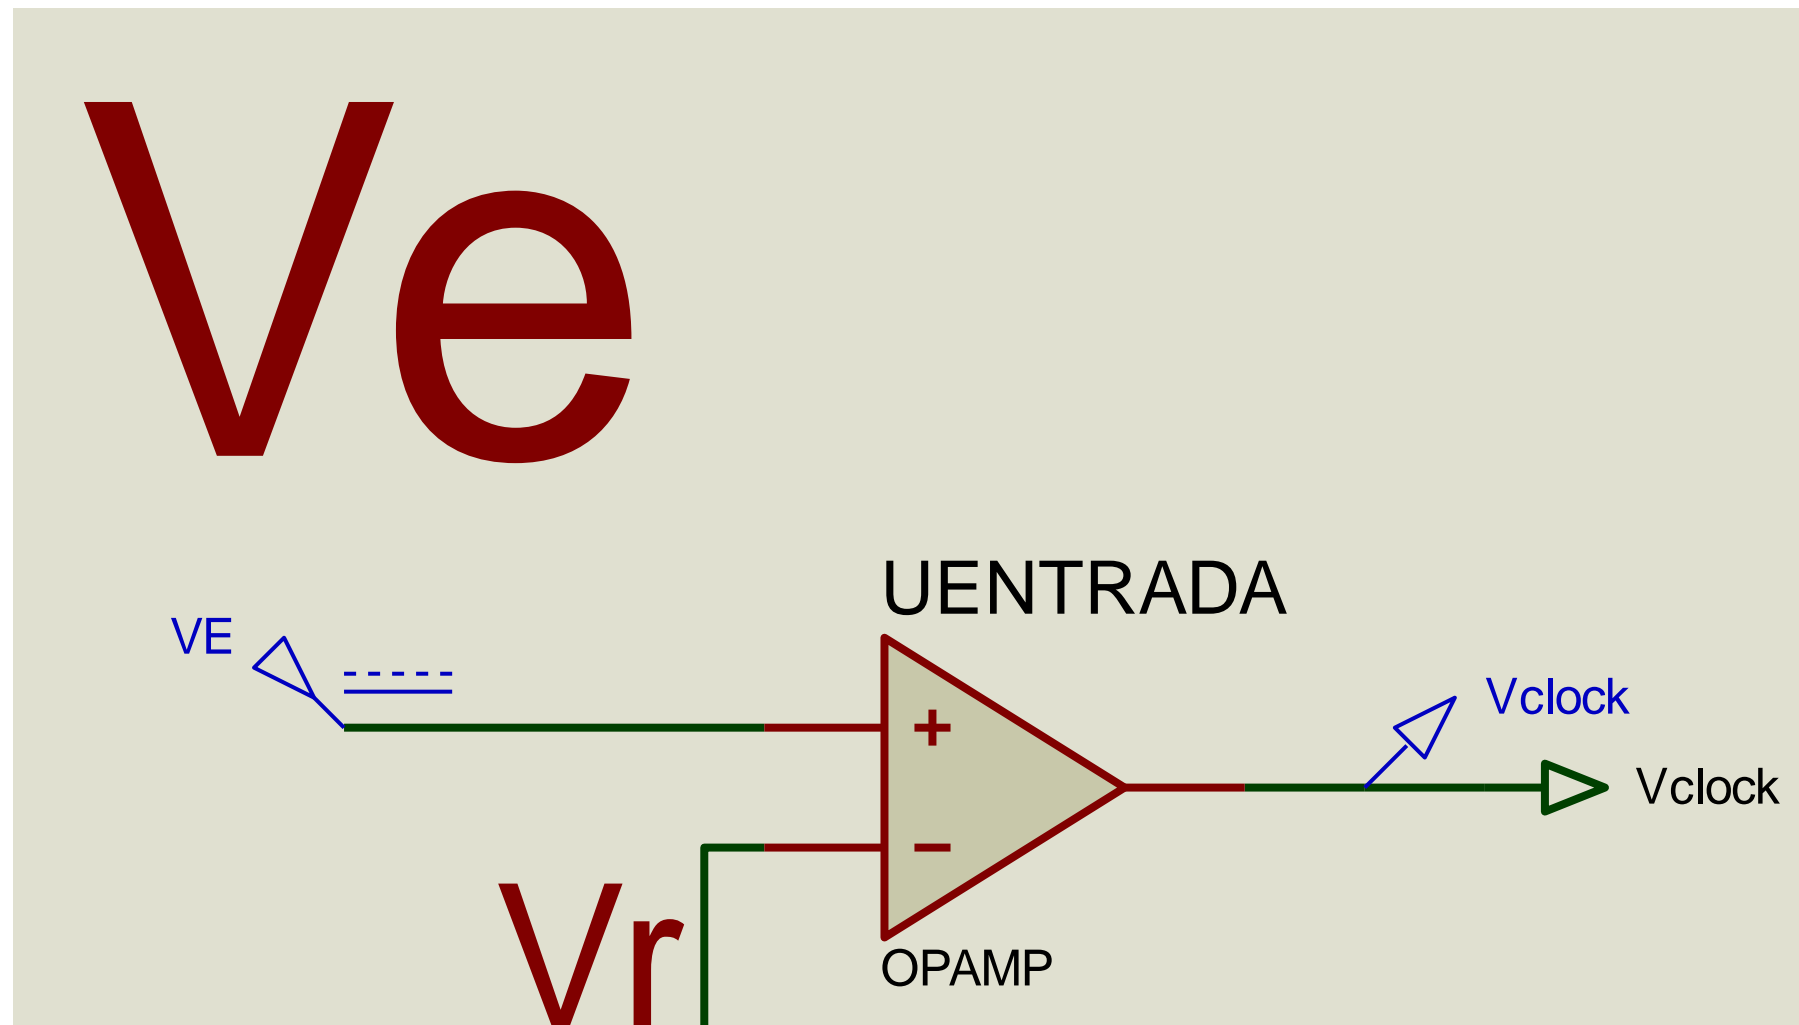 Ve
UENTRADA
VE
Vclock
Vclock
+
−
Vr
OPAMP